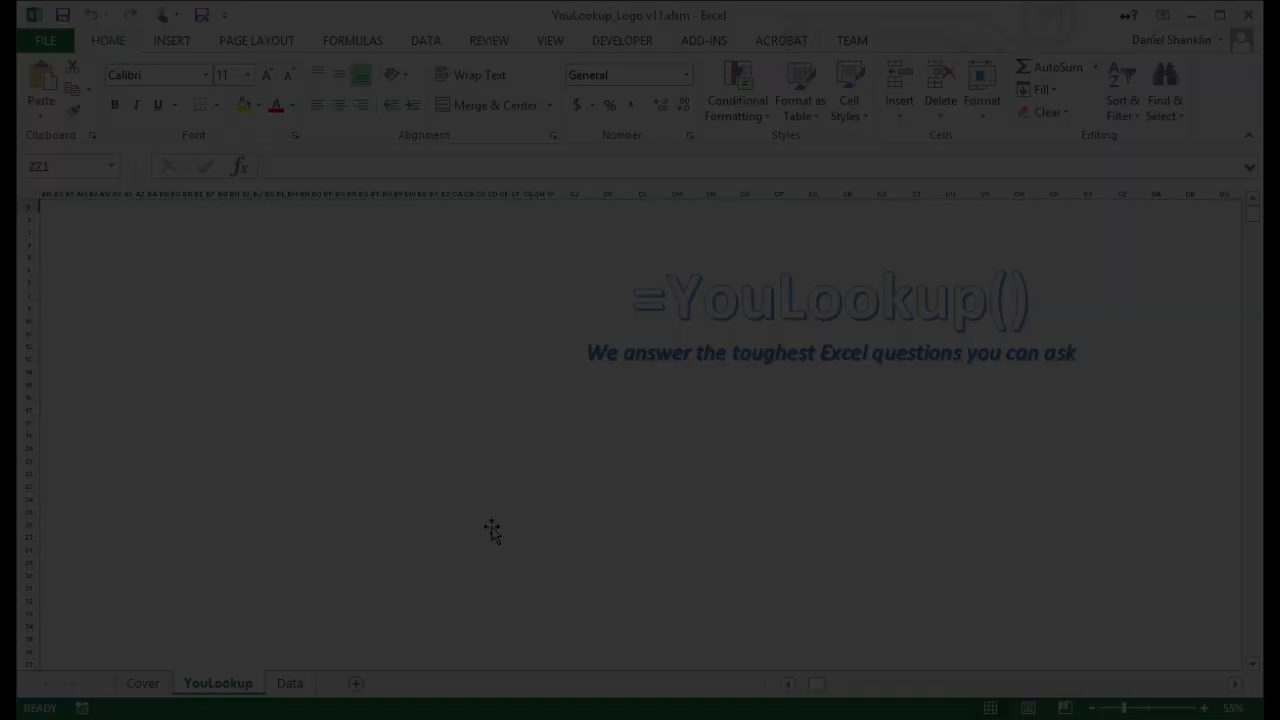 YouLookup_Logo v11.xlsm - Excel
FILE HOME INSERT PAGE LAYOUT FORMULAS DATA REVIEW VIEW DEVELOPER ADD-INS ACROBAT TEAM Daniel Shanklin
Paste
Calibri 11
B I U
Wrap Text
Merge & Center
General
$ % ,
Conditional Formatting
Format as Table
Cell Styles
Insert
Delete
Format
AutoSum
Fill
Clear
Sort & Filter
Find & Select
Clipboard Font Alignment Number Styles Cells Editing
ZZ1
fx
=YouLookup()
We answer the toughest Excel questions you can ask
Cover YouLookup Data
READY 55%